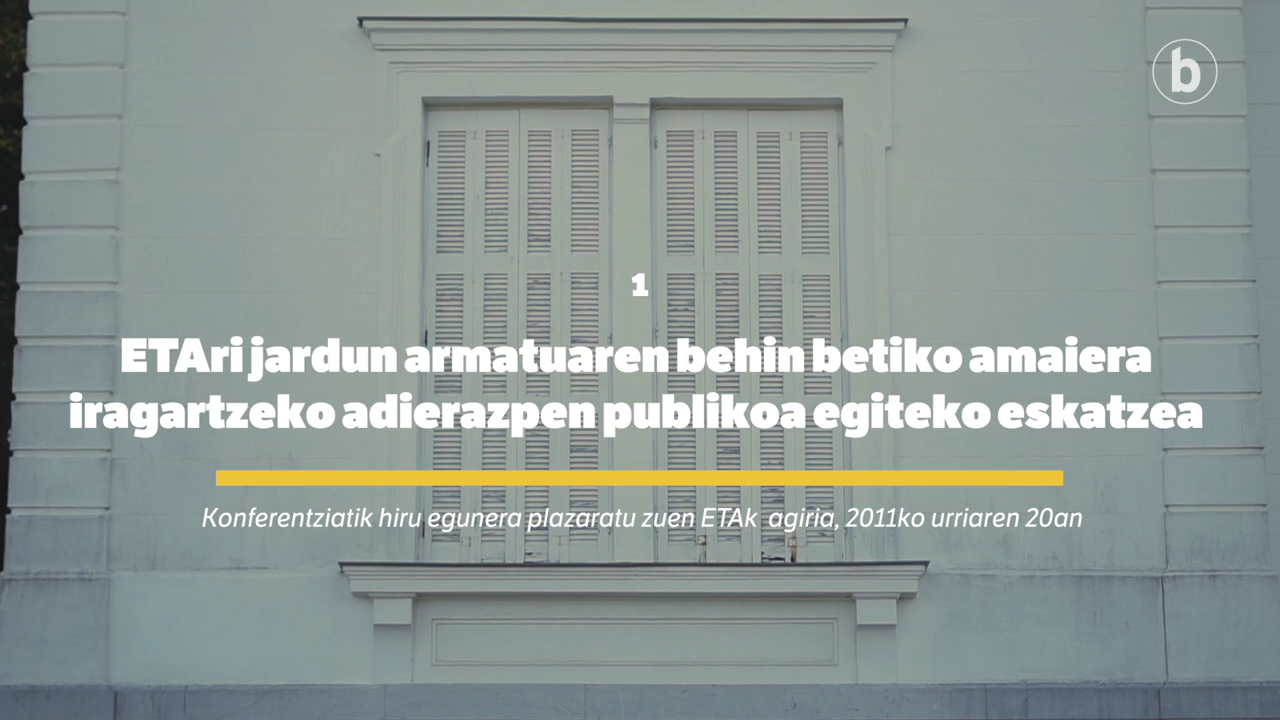 b
1
ETAri jardun armatuaren behin betiko amaiera
iragartzeko adierazpen publikoa egiteko eskatzea
Konferentziatik hiru egunera plazaratu zuen ETAk  agiria, 2011ko urriaren 20an